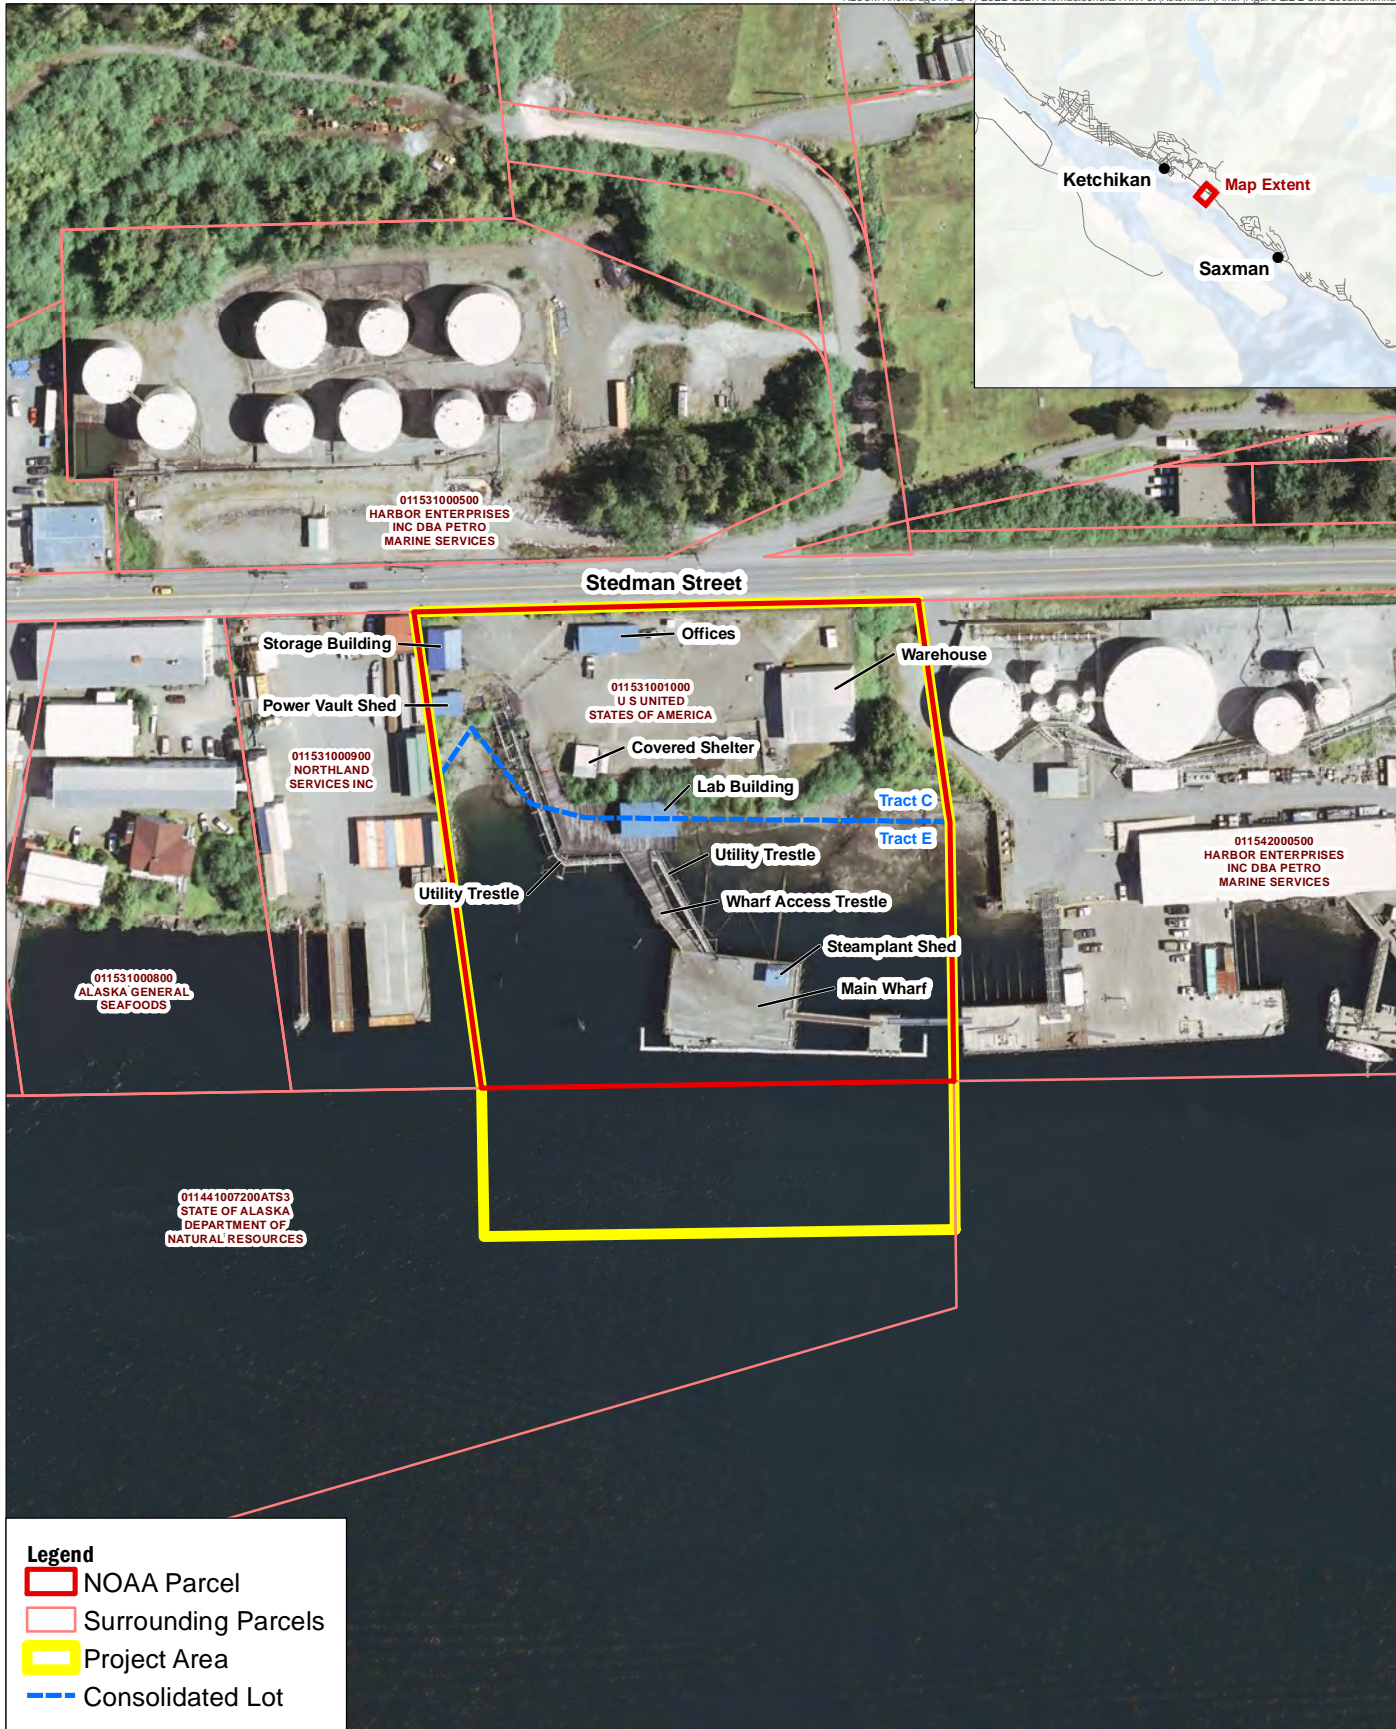 Ketchikan
Map Extent
Saxman
011531000500
HARBOR ENTERPRISES
INC DBA PETRO
MARINE SERVICES
Stedman Street
Storage Building
Offices
Warehouse
Power Vault Shed
011531001000
U S UNITED
STATES OF AMERICA
011531000900
NORTHLAND
SERVICES INC
Covered Shelter
Lab Building
Tract C
Tract E
Utility Trestle
011542000500
HARBOR ENTERPRISES
INC DBA PETRO
MARINE SERVICES
Utility Trestle
Wharf Access Trestle
Steamplant Shed
Main Wharf
011531000800
ALASKA GENERAL
SEAFOODS
011441007200ATS3
STATE OF ALASKA
DEPARTMENT OF
NATURAL RESOURCES
Legend
NOAA Parcel
Surrounding Parcels
Project Area
Consolidated Lot